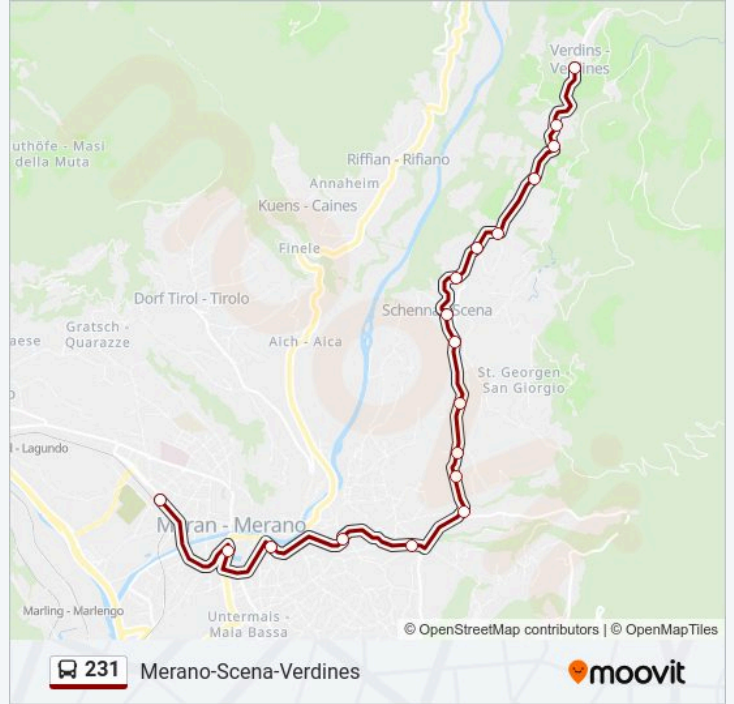 Verdins -
Verdines
uthöfe - Masi
della Muta
Riffian - Rifiano
Annaheim
Kuens - Caines
Finele
Dorf Tirol - Tirolo
Schenna - Scena
Gratsch -
Quarazze
aese
Aich - Aica
St. Georgen -
San Giorgio
l - Lagundo
Meran - Merano
Marling - Marlengo
Untermais -
Maia Bassa
© OpenStreetMap contributors | © OpenMapTiles
231 Merano-Scena-Verdines
moovit